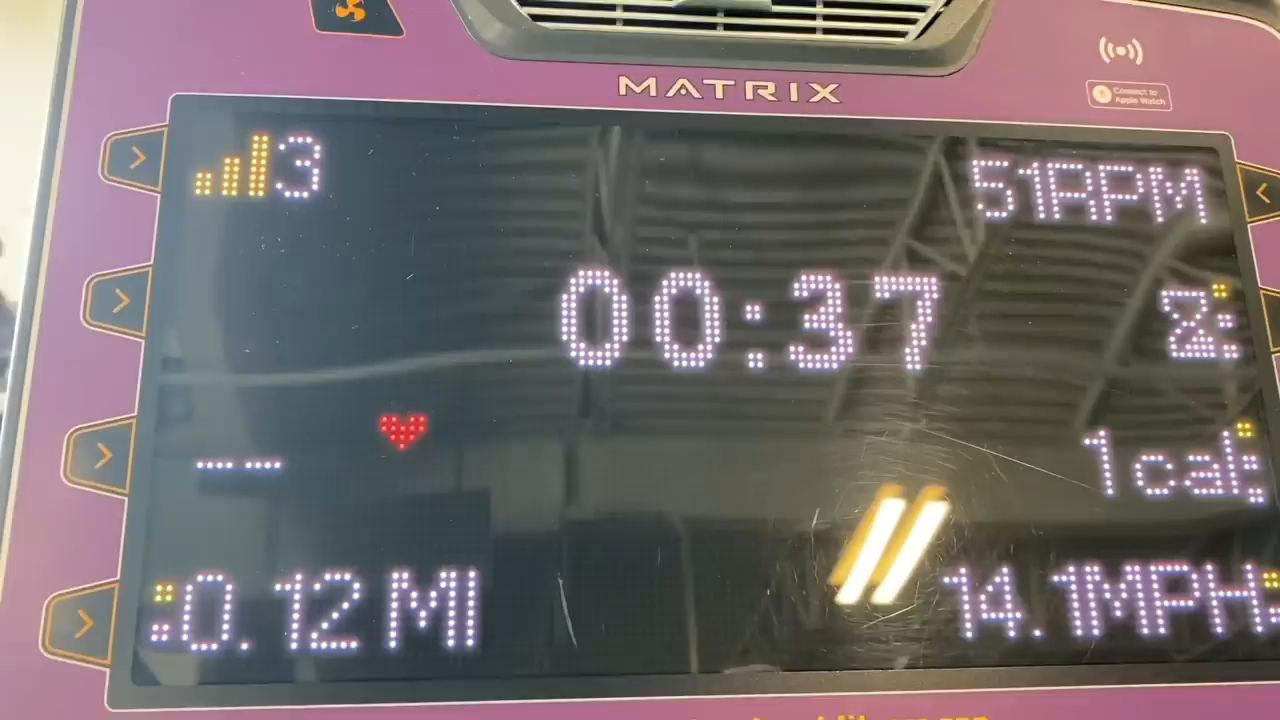 MATRIX
Connect to
Apple Watch
3
51RPM
00:37
1cal
-- 
0.12 MI
14.1MPH